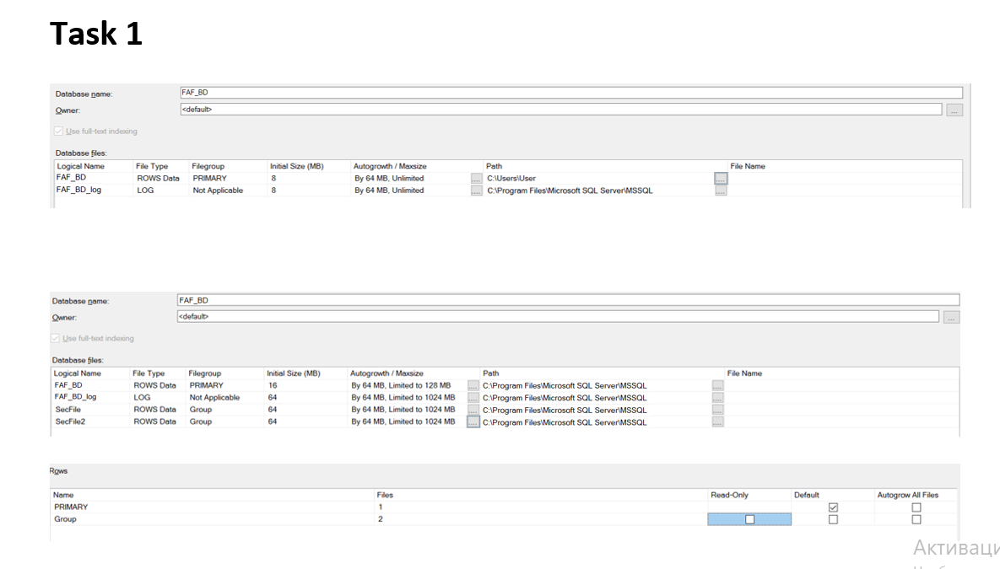 Task 1
Database name: FAF_BD
Owner: <default> ...
Use full-text indexing
Database files:
Logical Name File Type Filegroup Initial Size (MB) Autogrowth / Maxsize Path File Name
FAF_BD ROWS Data PRIMARY 8 By 64 MB, Unlimited ... C:\Users\User ...
FAF_BD_log LOG Not Applicable 8 By 64 MB, Unlimited ... C:\Program Files\Microsoft SQL Server\MSSQL ...
Database name: FAF_BD
Owner: <default> ...
Use full-text indexing
Database files:
Logical Name File Type Filegroup Initial Size (MB) Autogrowth / Maxsize Path File Name
FAF_BD ROWS Data PRIMARY 16 By 64 MB, Limited to 128 MB ... C:\Program Files\Microsoft SQL Server\MSSQL ...
FAF_BD_log LOG Not Applicable 64 By 64 MB, Limited to 1024 MB ... C:\Program Files\Microsoft SQL Server\MSSQL ...
SecFile ROWS Data Group 64 By 64 MB, Limited to 1024 MB ... C:\Program Files\Microsoft SQL Server\MSSQL ...
SecFile2 ROWS Data Group 64 By 64 MB, Limited to 1024 MB ... C:\Program Files\Microsoft SQL Server\MSSQL ...
Rows
Name Files Read-Only Default Autogrow All Files
PRIMARY 1
Group 2
Активаци